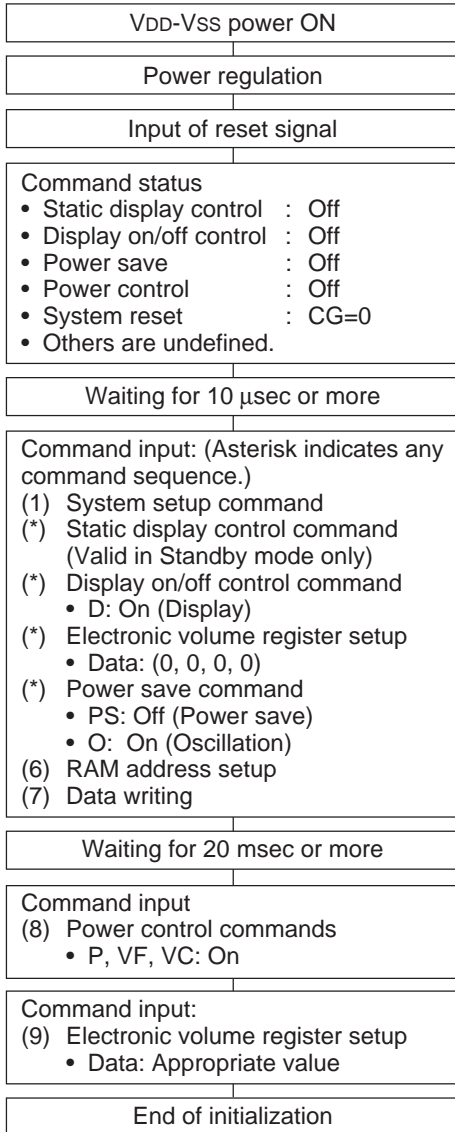 VDD-VSS power ON
Power regulation
Input of reset signal
Command status
• Static display control : Off
• Display on/off control : Off
• Power save : Off
• Power control : Off
• System reset : CG=0
• Others are undefined.
Waiting for 10 μsec or more
Command input: (Asterisk indicates any
command sequence.)
(1) System setup command
(*) Static display control command
(Valid in Standby mode only)
(*) Display on/off control command
• D: On (Display)
(*) Electronic volume register setup
• Data: (0, 0, 0, 0)
(*) Power save command
• PS: Off (Power save)
• O: On (Oscillation)
(6) RAM address setup
(7) Data writing
Waiting for 20 msec or more
Command input
(8) Power control commands
• P, VF, VC: On
Command input:
(9) Electronic volume register setup
• Data: Appropriate value
End of initialization